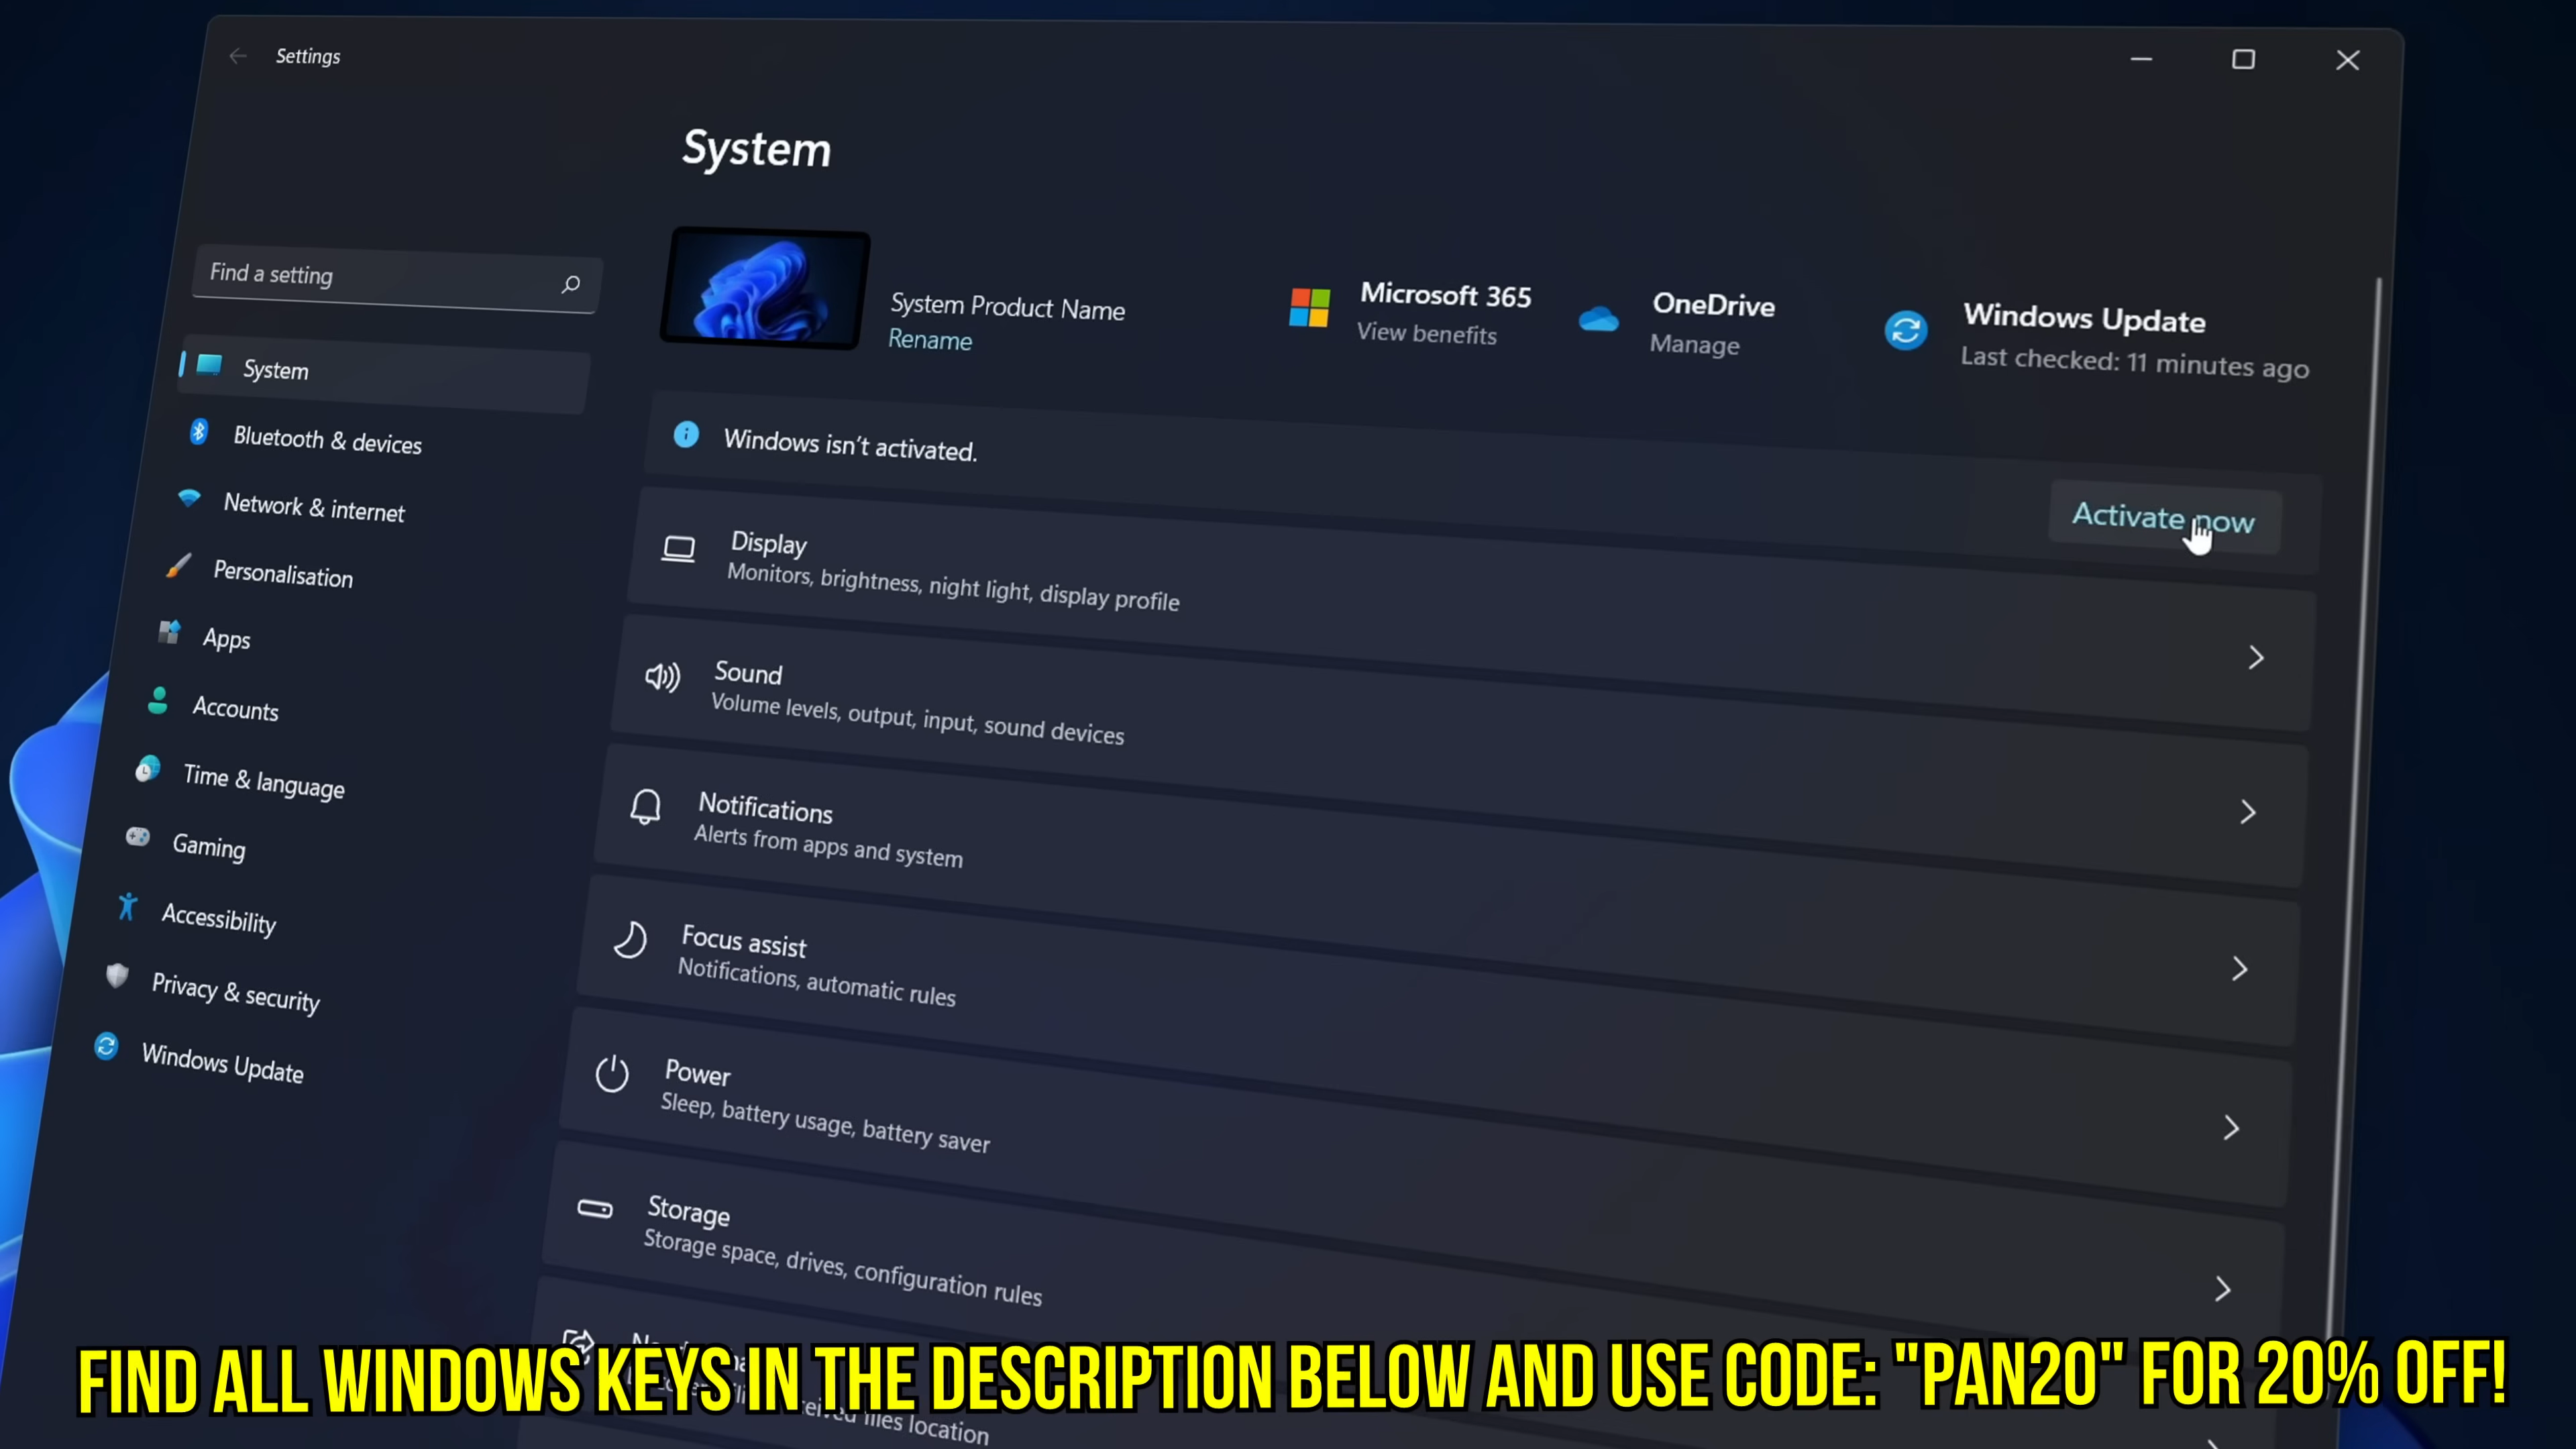 Settings
System
Find a setting
System Product Name
Rename
Microsoft 365
View benefits
OneDrive
Manage
Windows Update
Last checked: 11 minutes ago
System
Bluetooth & devices
Network & internet
Personalisation
Apps
Accounts
Time & language
Gaming
Accessibility
Privacy & security
Windows Update
Windows isn't activated.
Activate now
Display
Monitors, brightness, night light, display profile
Sound
Volume levels, output, input, sound devices
Notifications
Alerts from apps and system
Focus assist
Notifications, automatic rules
Power
Sleep, battery usage, battery saver
Storage
Storage space, drives, configuration rules
files location
FIND ALL WINDOWS KEYS IN THE DESCRIPTION BELOW AND USE CODE: "PAN20" FOR 20% OFF!